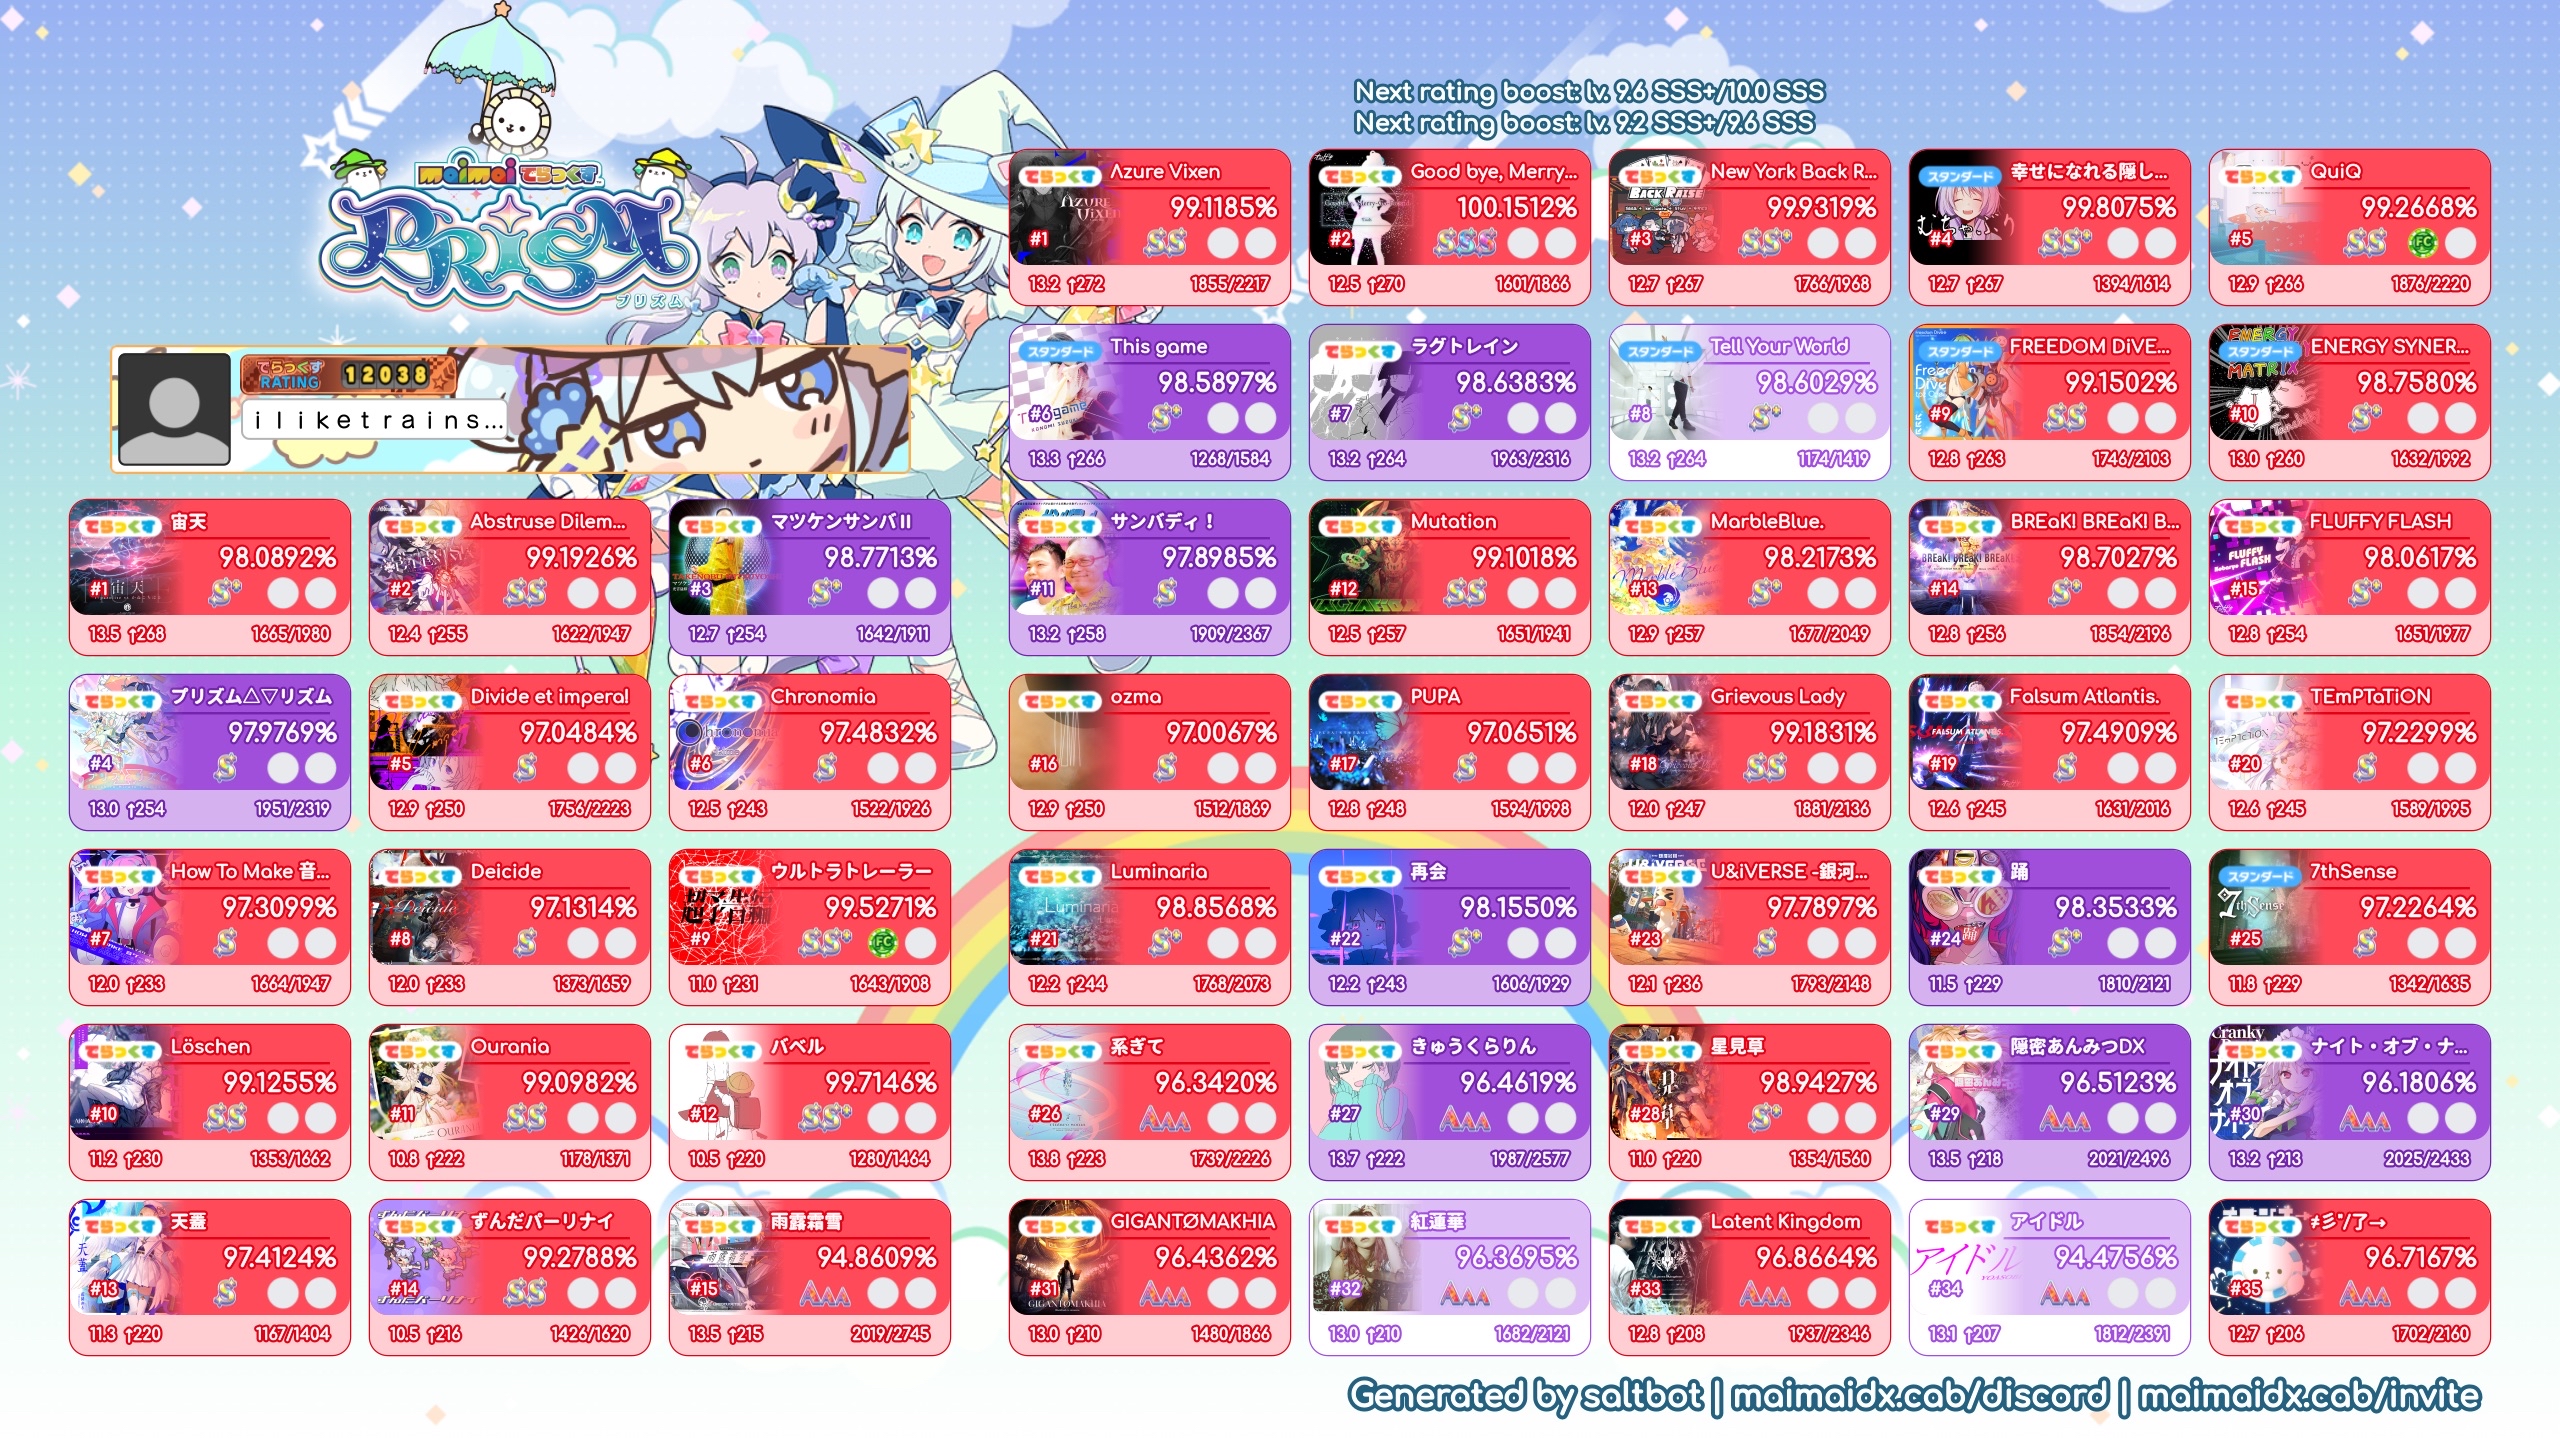 maimai でらっくす
PRiSM
プリズム
Next rating boost: lv. 9.6 SSS+/10.0 SSS
Next rating boost: lv. 9.2 SSS+/9.6 SSS
でらっくす RATING 12038
iliketrains...
でらっくす Λzure Vixen
99.1185%
#1 SS
13.2 ↑272 1855/2217
でらっくす Good bye, Merry...
100.1512%
#2 SSS
12.5 ↑270 1601/1866
でらっくす New York Back R...
99.9319%
#3 SS+
12.7 ↑267 1766/1968
スタンダード 幸せになれる隠し...
99.8075%
#4 SS+
12.7 ↑267 1394/1614
でらっくす QuiQ
99.2668%
#5 SS FC
12.9 ↑266 1876/2220
スタンダード This game
98.5897%
#6 S+
13.3 ↑266 1268/1584
でらっくす ラグトレイン
98.6383%
#7 S+
13.2 ↑264 1963/2316
スタンダード Tell Your World
98.6029%
#8 S+
13.2 ↑264 1174/1419
スタンダード FREEDOM DiVE...
99.1502%
#9 SS
12.8 ↑263 1746/2103
スタンダード ENERGY SYNER...
98.7580%
#10 S+
13.0 ↑260 1632/1992
でらっくす 宙天
98.0892%
#1 S+
13.5 ↑268 1665/1980
でらっくす Abstruse Dilem...
99.1926%
#2 SS
12.4 ↑255 1622/1947
でらっくす マツケンサンバⅡ
98.7713%
#3 S+
12.7 ↑254 1642/1911
でらっくす サンバディ！
97.8985%
#11 S
13.2 ↑258 1909/2367
でらっくす Mutation
99.1018%
#12 SS
12.5 ↑257 1651/1941
でらっくす MarbleBlue.
98.2173%
#13 S+
12.9 ↑257 1677/2049
でらっくす BREaK! BREaK! B...
98.7027%
#14 S+
12.8 ↑256 1854/2196
でらっくす FLUFFY FLASH
98.0617%
#15 S+
12.8 ↑254 1651/1977
でらっくす プリズム△▽リズム
97.9769%
#4 S
13.0 ↑254 1951/2319
でらっくす Divide et impera!
97.0484%
#5 S
12.9 ↑250 1756/2223
でらっくす Chronomia
97.4832%
#6 S
12.5 ↑243 1522/1926
でらっくす ozma
97.0067%
#16 S
12.9 ↑250 1512/1869
でらっくす PUPA
97.0651%
#17 S
12.8 ↑248 1594/1998
でらっくす Grievous Lady
99.1831%
#18 SS
12.0 ↑247 1881/2136
でらっくす Falsum Atlantis.
97.4909%
#19 S
12.6 ↑245 1631/2016
でらっくす TEmPTaTiON
97.2299%
#20 S
12.6 ↑245 1589/1995
でらっくす How To Make 音...
97.3099%
#7 S
12.0 ↑233 1664/1947
でらっくす Deicide
97.1314%
#8 S
12.0 ↑233 1373/1659
でらっくす ウルトラトレーラー
99.5271%
#9 SS+ FC
11.0 ↑231 1643/1908
でらっくす Luminaria
98.8568%
#21 S+
12.2 ↑244 1768/2073
でらっくす 再会
98.1550%
#22 S+
12.2 ↑243 1606/1929
でらっくす U&iVERSE -銀河...
97.7897%
#23 S
12.1 ↑236 1793/2148
でらっくす 踊
98.3533%
#24 S+
11.5 ↑229 1810/2121
スタンダード 7thSense
97.2264%
#25 S
11.8 ↑229 1342/1635
でらっくす Löschen
99.1255%
#10 SS
11.2 ↑230 1353/1662
でらっくす Ourania
99.0982%
#11 SS
10.8 ↑222 1178/1371
でらっくす バベル
99.7146%
#12 SS+
10.5 ↑220 1280/1464
でらっくす 系ぎて
96.3420%
#26 AAA
13.8 ↑223 1739/2226
でらっくす きゅうくらりん
96.4619%
#27 AAA
13.7 ↑222 1987/2577
でらっくす 星見草
98.9427%
#28 S+
11.0 ↑220 1354/1560
でらっくす 隠密あんみつDX
96.5123%
#29 AAA
13.5 ↑218 2021/2496
でらっくす ナイト・オブ・ナ...
96.1806%
#30 AAA
13.2 ↑213 2025/2433
でらっくす 天蓋
97.4124%
#13 S
11.3 ↑220 1167/1404
でらっくす ずんだパーリナイ
99.2788%
#14 SS
10.5 ↑216 1426/1620
でらっくす 雨露霜雪
94.8609%
#15 AAA
13.5 ↑215 2019/2745
でらっくす GIGANTØMAKHIA
96.4362%
#31 AAA
13.0 ↑210 1480/1866
でらっくす 紅蓮華
96.3695%
#32 AAA
13.0 ↑210 1682/2121
でらっくす Latent Kingdom
96.8664%
#33 AAA
12.8 ↑208 1937/2346
でらっくす アイドル
94.4756%
#34 AAA
13.1 ↑207 1812/2391
でらっくす
96.7167%
#35 AAA
12.7 ↑206 1702/2160
Generated by saltbot | maimaidx.cab/discord | maimaidx.cab/invite